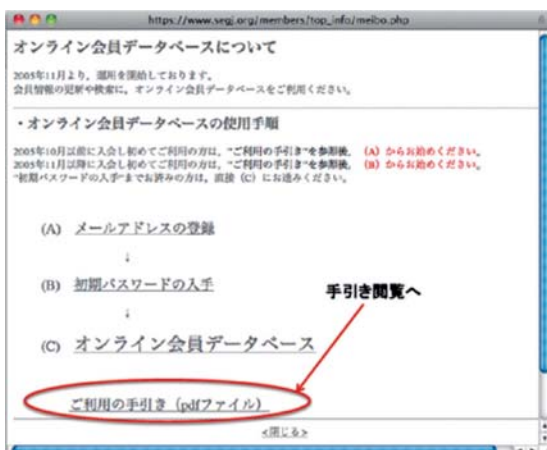 https://www.segj.org/members/top_info/meibo.php
オンライン会員データベースについて
2005年11月より、運用を開始しております。
会員情報の更新や検索に、オンライン会員データベースをご利用ください。
・オンライン会員データベースの使用手順
2005年10月以前に入会し初めてご利用の方は、"ご利用の手引き"を参照後、(A) からお始めください。
2005年11月以降に入会し初めてご利用の方は、"ご利用の手引き"を参照後、(B) からお始めください。
"初期パスワードの入手"までお済みの方は、直接 (C) にお進みください。
(A) メールアドレスの登録
↓
(B) 初期パスワードの入手
↓
手引き閲覧へ
(C) オンライン会員データベース
ご利用の手引き (pdfファイル)
<閉じる>